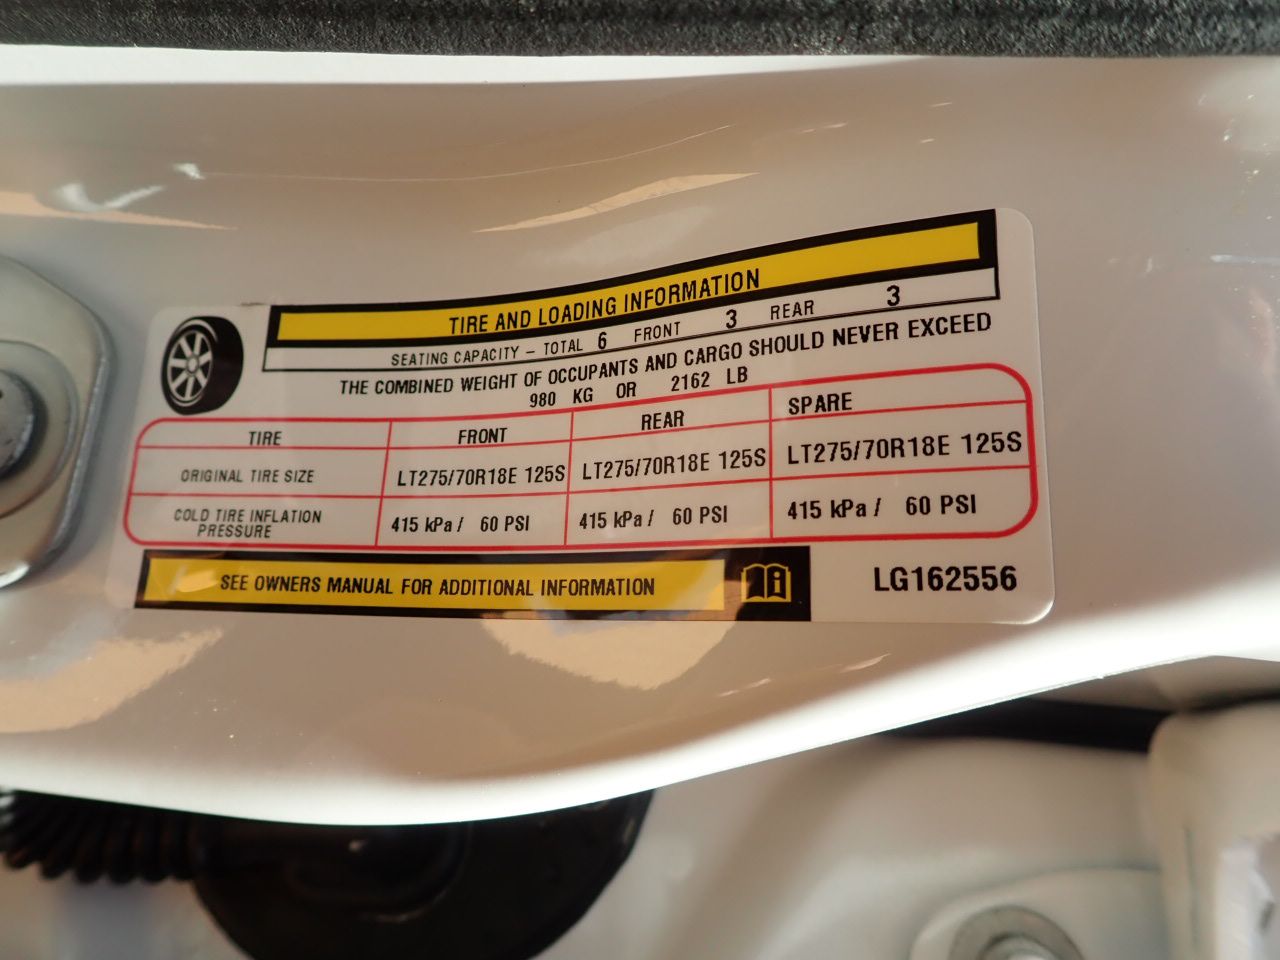 TIRE AND LOADING INFORMATION
SEATING CAPACITY - TOTAL 6 FRONT 3 REAR 3
THE COMBINED WEIGHT OF OCCUPANTS AND CARGO SHOULD NEVER EXCEED
980 KG OR 2162 LB
TIRE FRONT REAR SPARE
ORIGINAL TIRE SIZE LT275/70R18E 125S LT275/70R18E 125S LT275/70R18E 125S
COLD TIRE INFLATION
PRESSURE 415 kPa / 60 PSI 415 kPa / 60 PSI 415 kPa / 60 PSI
SEE OWNERS MANUAL FOR ADDITIONAL INFORMATION
LG162556